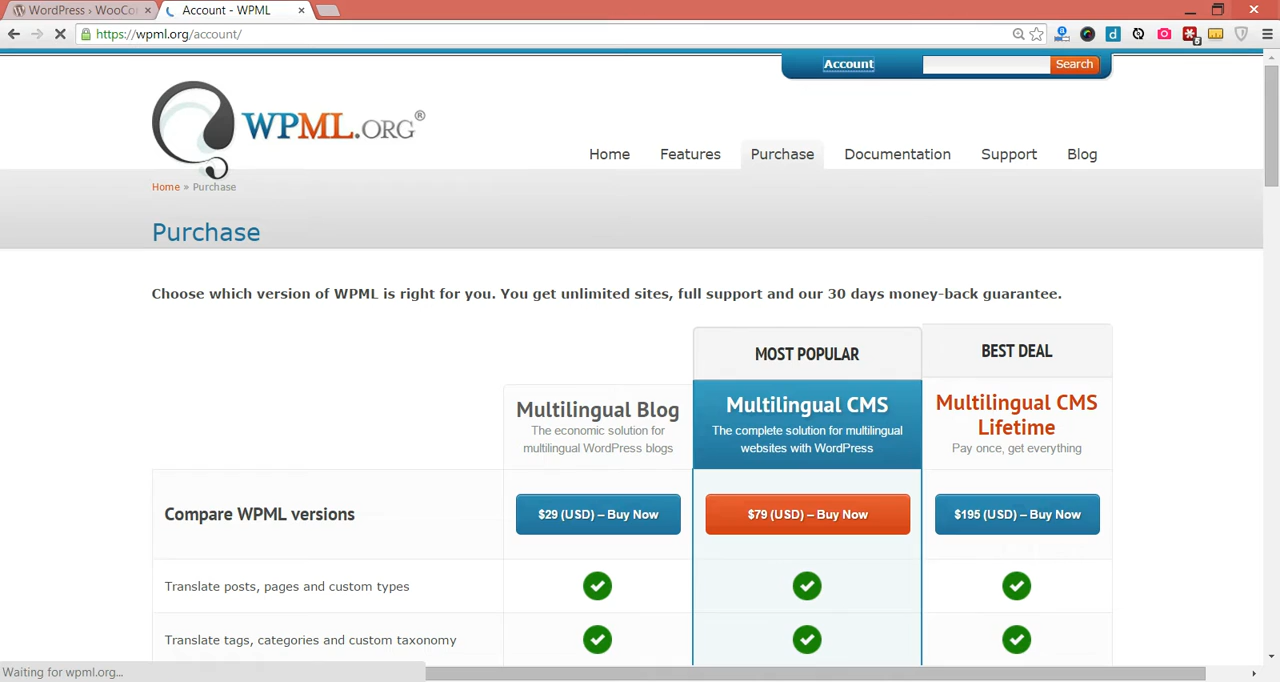 WordPress › WooCo
Account - WPML
https://wpml.org/account/
Account
Search
WPML.ORG®
Home
Features
Purchase
Documentation
Support
Blog
Home » Purchase
Purchase
Choose which version of WPML is right for you. You get unlimited sites, full support and our 30 days money-back guarantee.
MOST POPULAR
BEST DEAL
Multilingual Blog
The economic solution for
multilingual WordPress blogs
Multilingual CMS
The complete solution for multilingual
websites with WordPress
Multilingual CMS
Lifetime
Pay once, get everything
Compare WPML versions
$29 (USD) – Buy Now
$79 (USD) – Buy Now
$195 (USD) – Buy Now
Translate posts, pages and custom types
Translate tags, categories and custom taxonomy
Waiting for wpml.org...